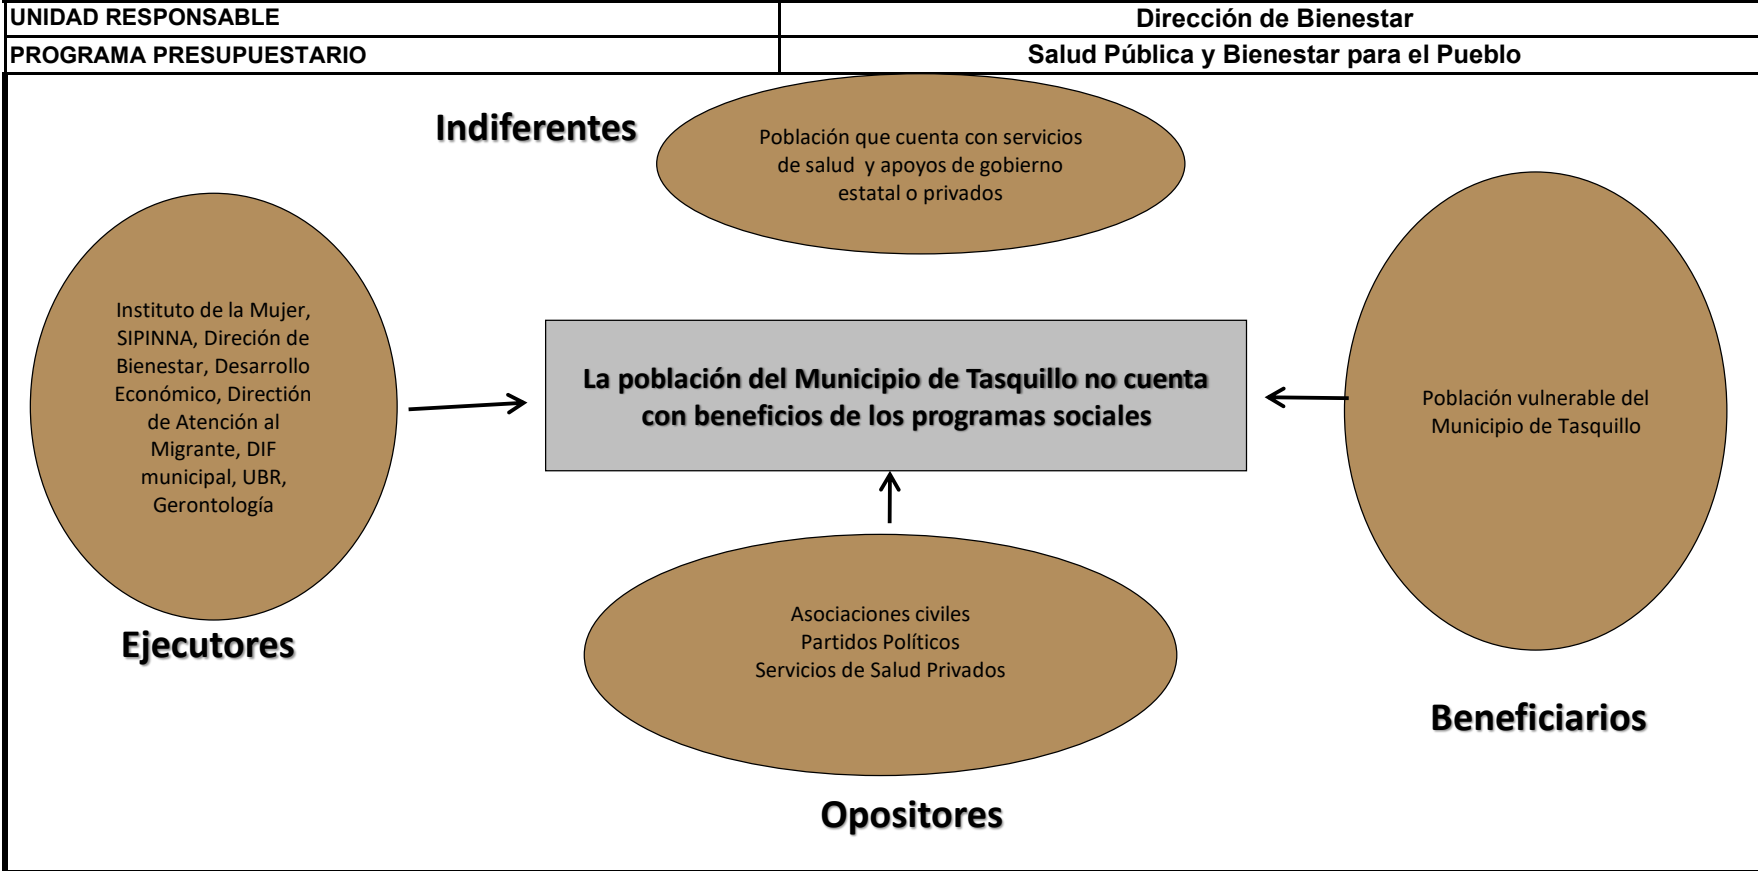 UNIDAD RESPONSABLE
Dirección de Bienestar
PROGRAMA PRESUPUESTARIO
Salud Pública y Bienestar para el Pueblo
Indiferentes
Población que cuenta con servicios
de salud y apoyos de gobierno
estatal o privados
Instituto de la Mujer,
SIPINNA, Direción de
Bienestar, Desarrollo
Económico, Directión
de Atención al
Migrante, DIF
municipal, UBR,
Gerontología
Ejecutores
La población del Municipio de Tasquillo no cuenta
con beneficios de los programas sociales
Población vulnerable del
Municipio de Tasquillo
Beneficiarios
Asociaciones civiles
Partidos Políticos
Servicios de Salud Privados
Opositores